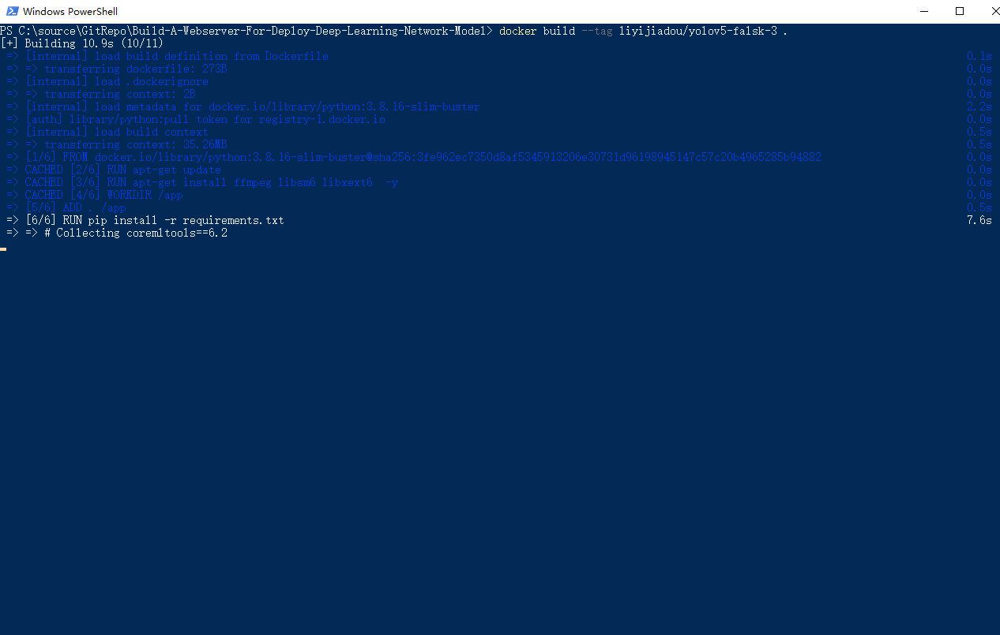 Windows PowerShell
PS C:\source\GitRepo\Build-A-Webserver-For-Deploy-Deep-Learning-Network-Model> docker build --tag liyijiadou/yolov5-falsk-3 .
[+] Building 10.9s (10/11)
=> [internal] load build definition from Dockerfile 0.1s
=> => transferring dockerfile: 273B 0.0s
=> [internal] load .dockerignore 0.0s
=> => transferring context: 2B 0.0s
=> [internal] load metadata for docker.io/library/python:3.8.16-slim-buster 2.2s
=> [auth] library/python:pull token for registry-1.docker.io 0.0s
=> [internal] load build context 0.5s
=> => transferring context: 35.26MB 0.5s
=> [1/6] FROM docker.io/library/python:3.8.16-slim-buster@sha256:3fe962ec7350d8af5345913206e30731d96198945147c57c20b4965285b94882 0.0s
=> CACHED [2/6] RUN apt-get update 0.0s
=> CACHED [3/6] RUN apt-get install ffmpeg libsm6 libxext6  -y 0.0s
=> CACHED [4/6] WORKDIR /app 0.0s
=> [5/6] ADD . /app 0.5s
=> [6/6] RUN pip install -r requirements.txt 7.6s
=> => # Collecting coremltools==6.2